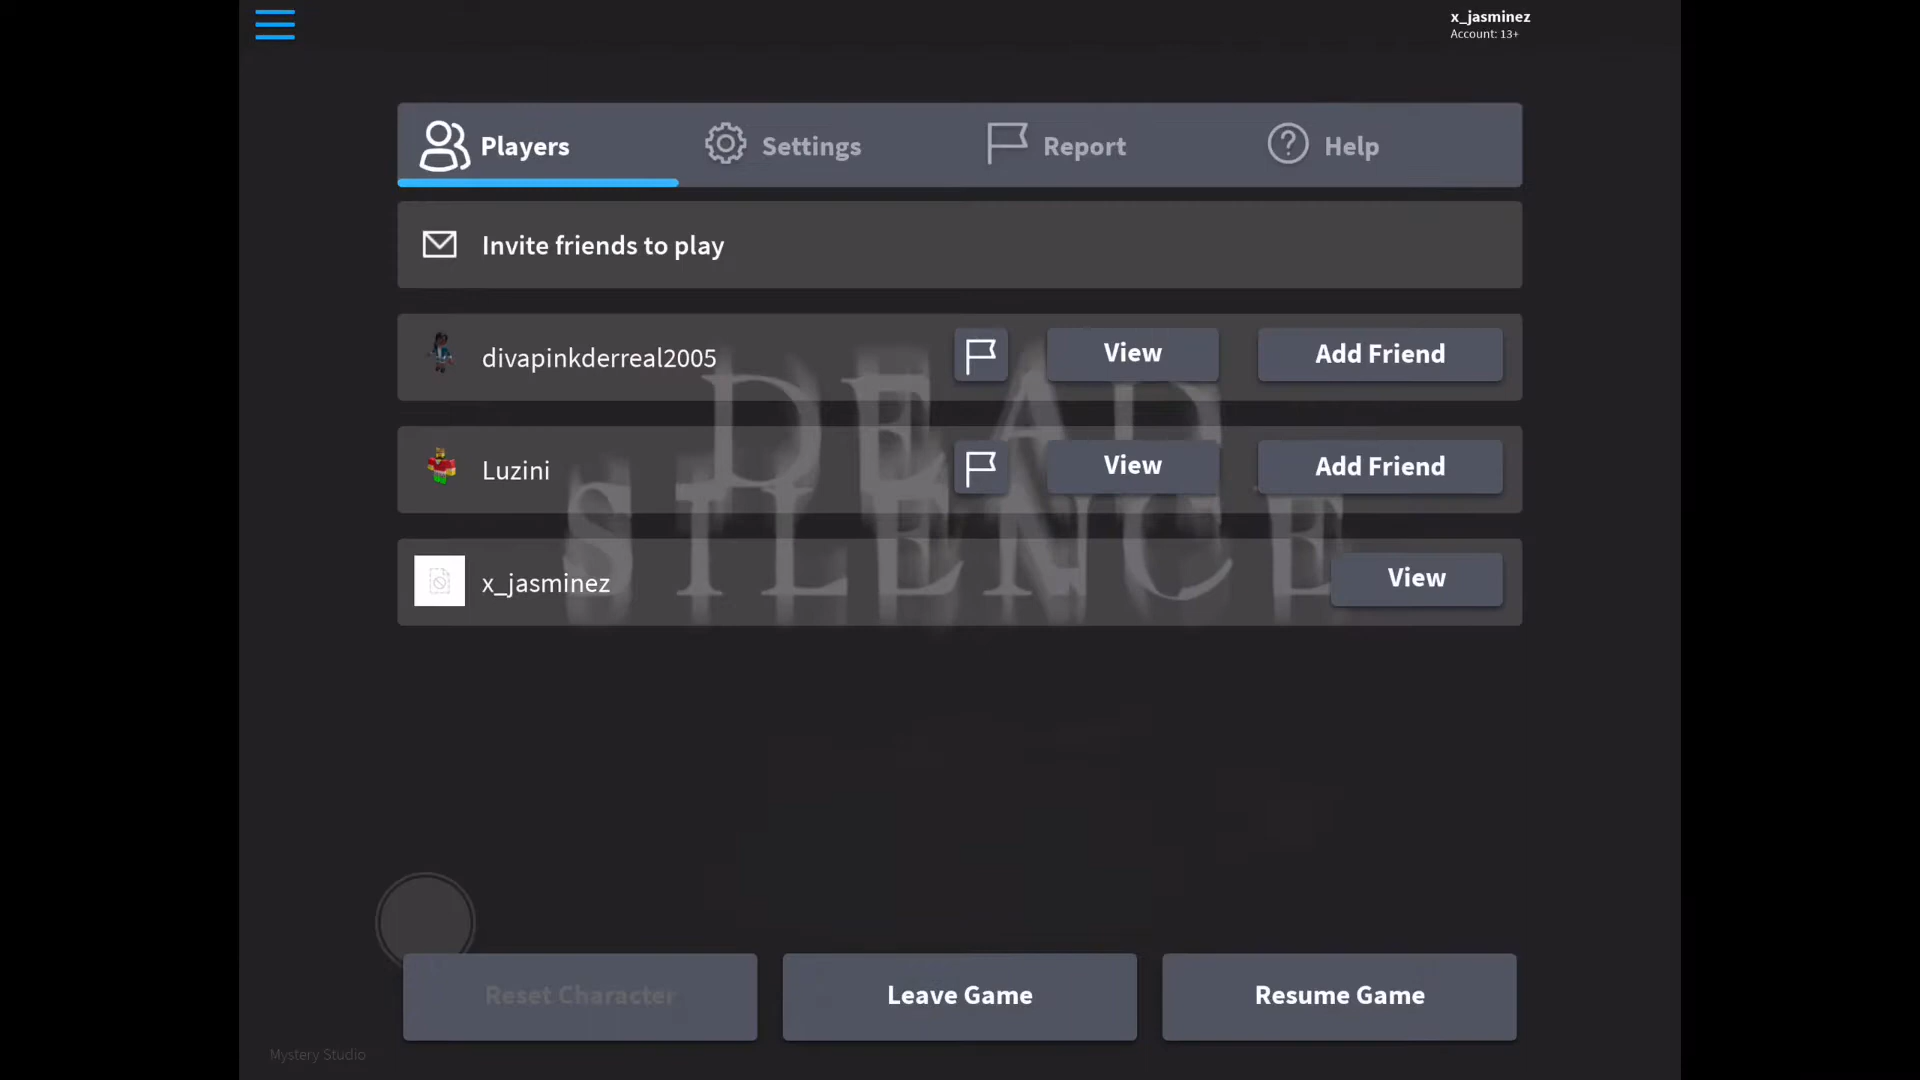 x_jasminez
Account: 13+
Players
Settings
Report
Help
Invite friends to play
divapinkderreal2005
View
Add Friend
DEAD
Luzini
View
Add Friend
SILENCE
x_jasminez
View
Reset Character
Leave Game
Resume Game
Mystery Studio